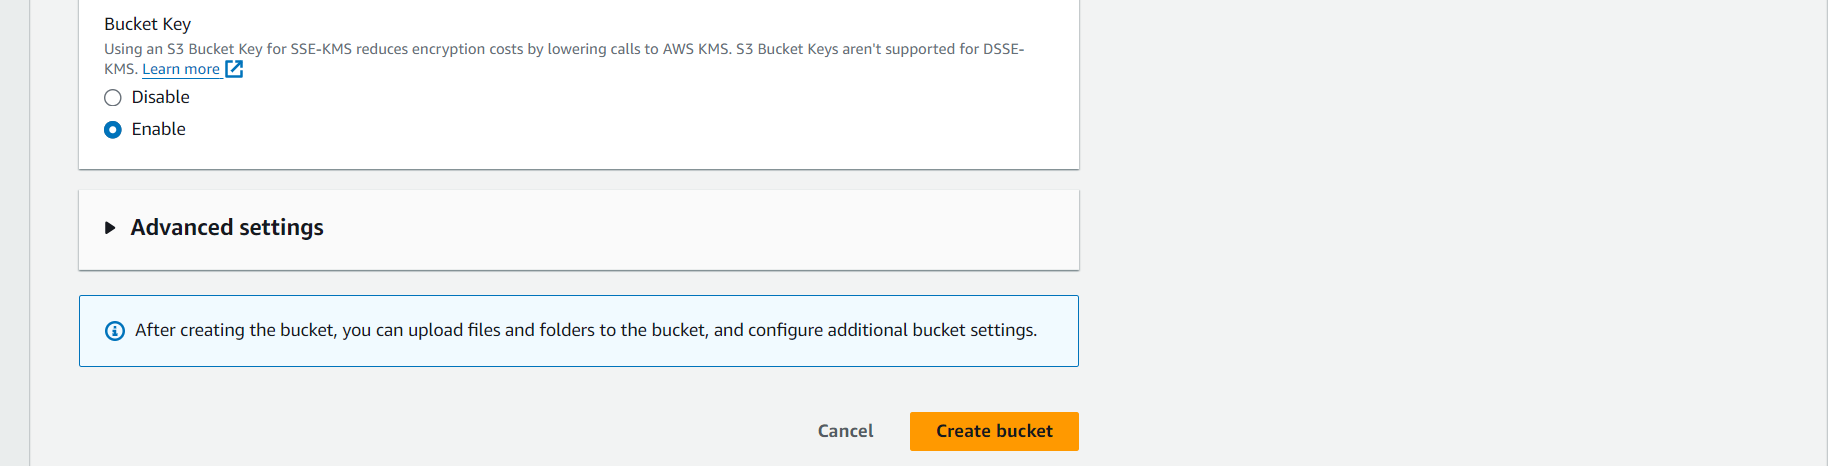 Bucket Key
Using an S3 Bucket Key for SSE-KMS reduces encryption costs by lowering calls to AWS KMS. S3 Bucket Keys aren't supported for DSSE-
KMS. Learn more
Disable
Enable
Advanced settings
After creating the bucket, you can upload files and folders to the bucket, and configure additional bucket settings.
Cancel
Create bucket